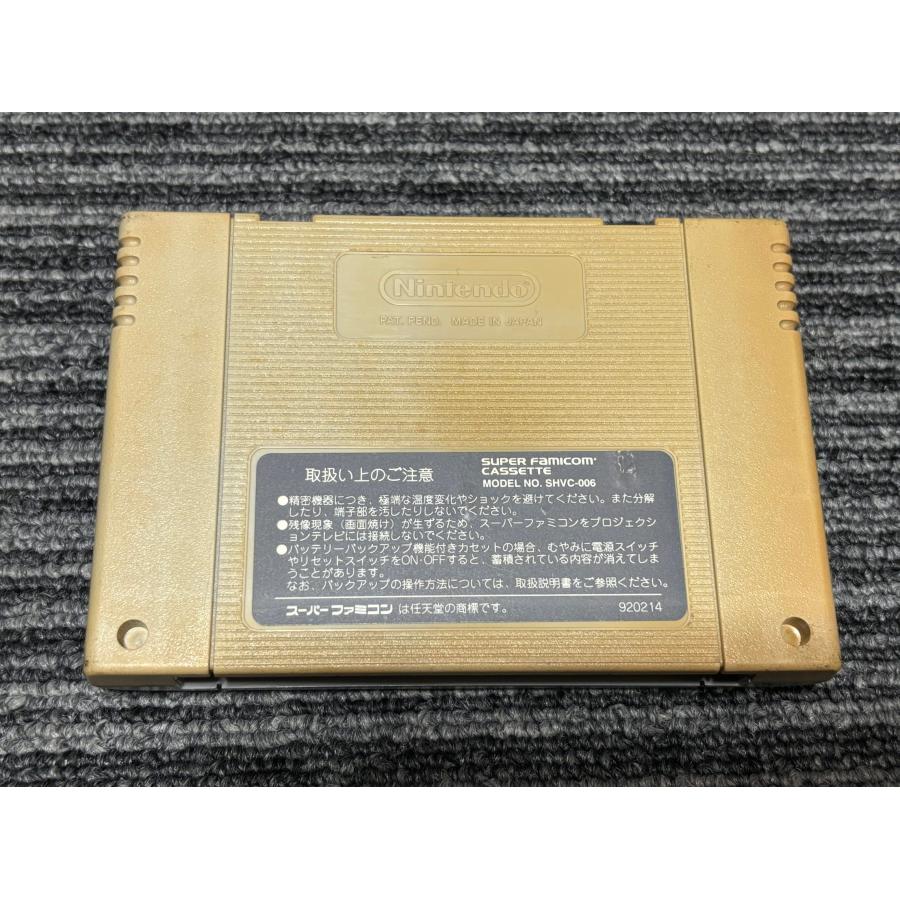 Nintendo®
PAT. PEND. MADE IN JAPAN
取扱い上のご注意
SUPER FAMICOM
CASSETTE
MODEL NO. SHVC-006
●精密機器につき、極端な温度変化やショックを避けてください。また分解
したり、端子部を汚したりしないでください。
●残像現象（画面焼け）が生ずるため、スーパーファミコンをプロジェクシ
ョンテレビには接続しないでください。
●バッテリーバックアップ機能付きカセットの場合、むやみに電源スイッチ
やリセットスイッチをON・OFFすると、蓄積されている内容が消えてしま
うことがあります。
なお、バックアップの操作方法については、取扱説明書をご参照ください。
スーパーファミコンは任天堂の商標です。
920214